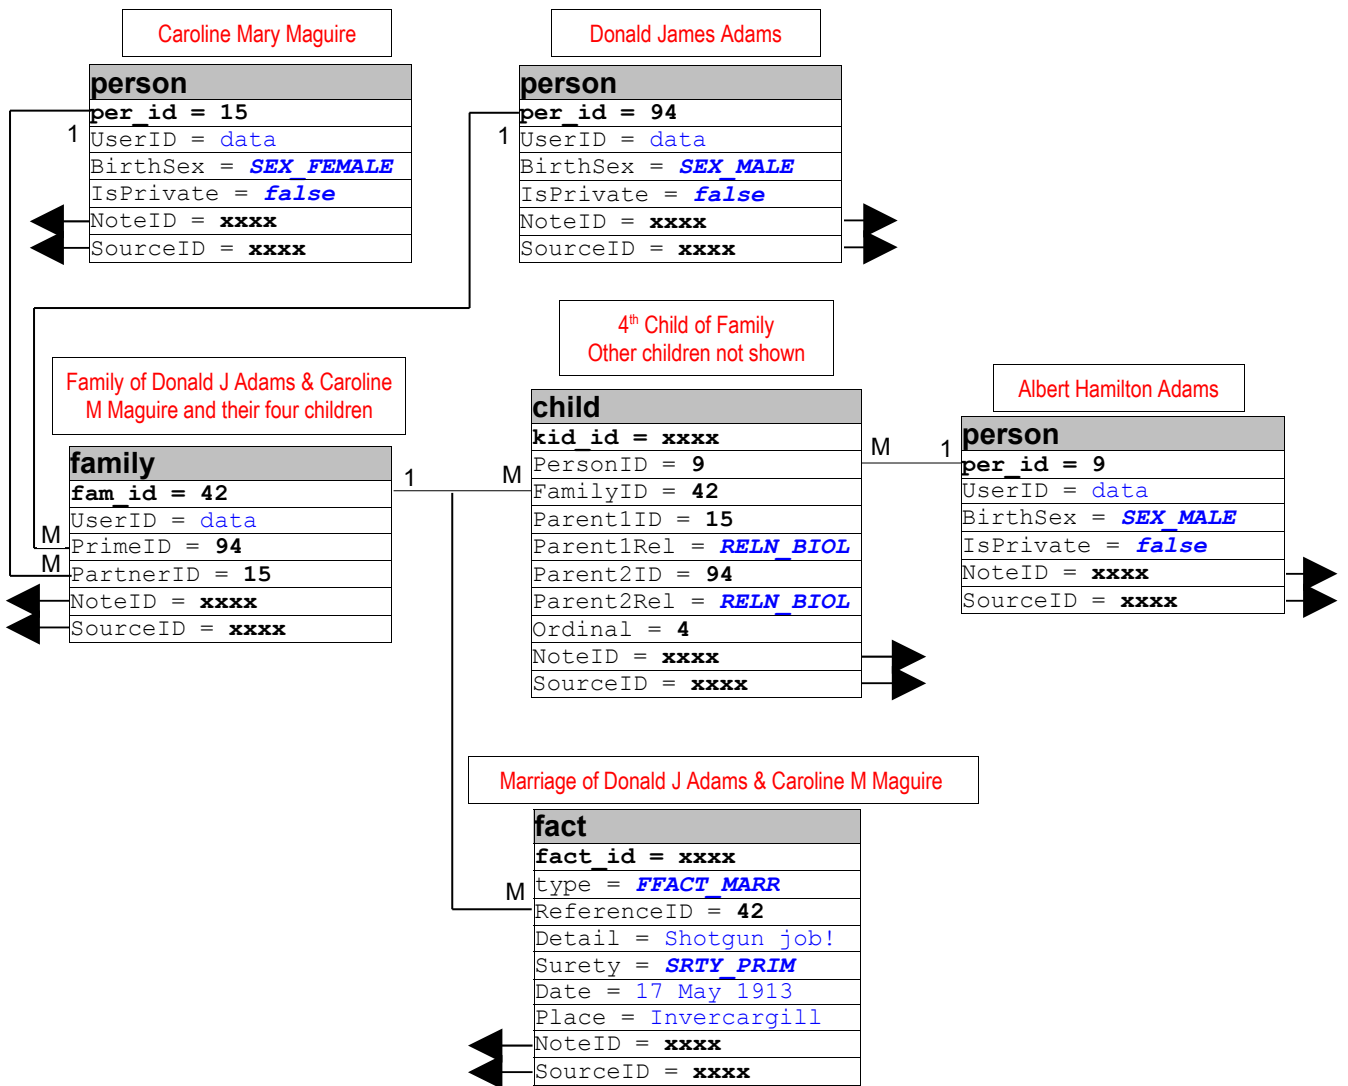 Caroline Mary Maguire
person
per_id = 15
UserID = data
BirthSex = SEX_FEMALE
IsPrivate = false
NoteID = xxxx
SourceID = xxxx
1
Donald James Adams
person
per_id = 94
UserID = data
BirthSex = SEX_MALE
IsPrivate = false
NoteID = xxxx
SourceID = xxxx
1
Family of Donald J Adams & Caroline
M Maguire and their four children
family
fam_id = 42
UserID = data
PrimeID = 94
PartnerID = 15
NoteID = xxxx
SourceID = xxxx
M
M
1
M
4th Child of Family
Other children not shown
child
kid_id = xxxx
PersonID = 9
FamilyID = 42
Parent1ID = 15
Parent1Rel = RELN_BIOL
Parent2ID = 94
Parent2Rel = RELN_BIOL
Ordinal = 4
NoteID = xxxx
SourceID = xxxx
M
1
Albert Hamilton Adams
person
per_id = 9
UserID = data
BirthSex = SEX_MALE
IsPrivate = false
NoteID = xxxx
SourceID = xxxx
Marriage of Donald J Adams & Caroline M Maguire
fact
fact_id = xxxx
type = FFACT_MARR
ReferenceID = 42
Detail = Shotgun job!
Surety = SRTY_PRIM
Date = 17 May 1913
Place = Invercargill
NoteID = xxxx
SourceID = xxxx
M